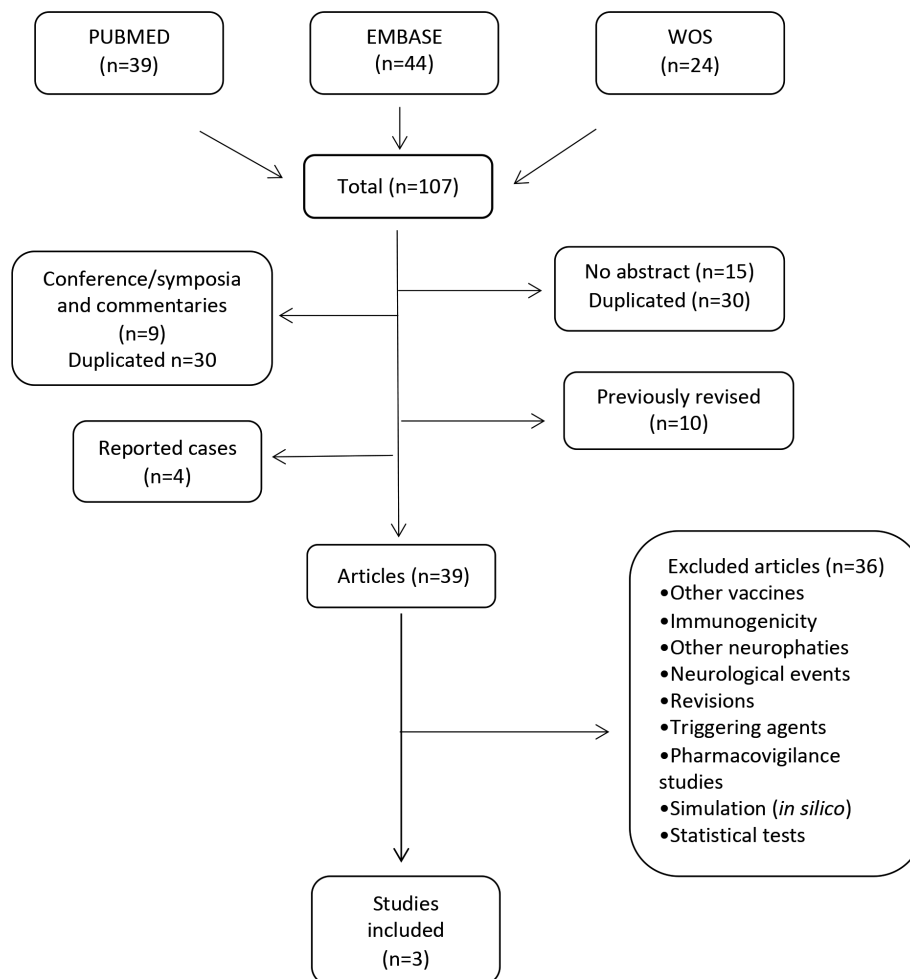 PUBMED
(n=39)
EMBASE
(n=44)
WOS
(n=24)
Total (n=107)
Conference/symposia
and commentaries
(n=9)
Duplicated n=30
No abstract (n=15)
Duplicated (n=30)
Previously revised
(n=10)
Reported cases
(n=4)
Articles (n=39)
Excluded articles (n=36)
•Other vaccines
•Immunogenicity
•Other neurophaties
•Neurological events
•Revisions
•Triggering agents
•Pharmacovigilance
studies
•Simulation (in silico)
•Statistical tests
Studies
included
(n=3)